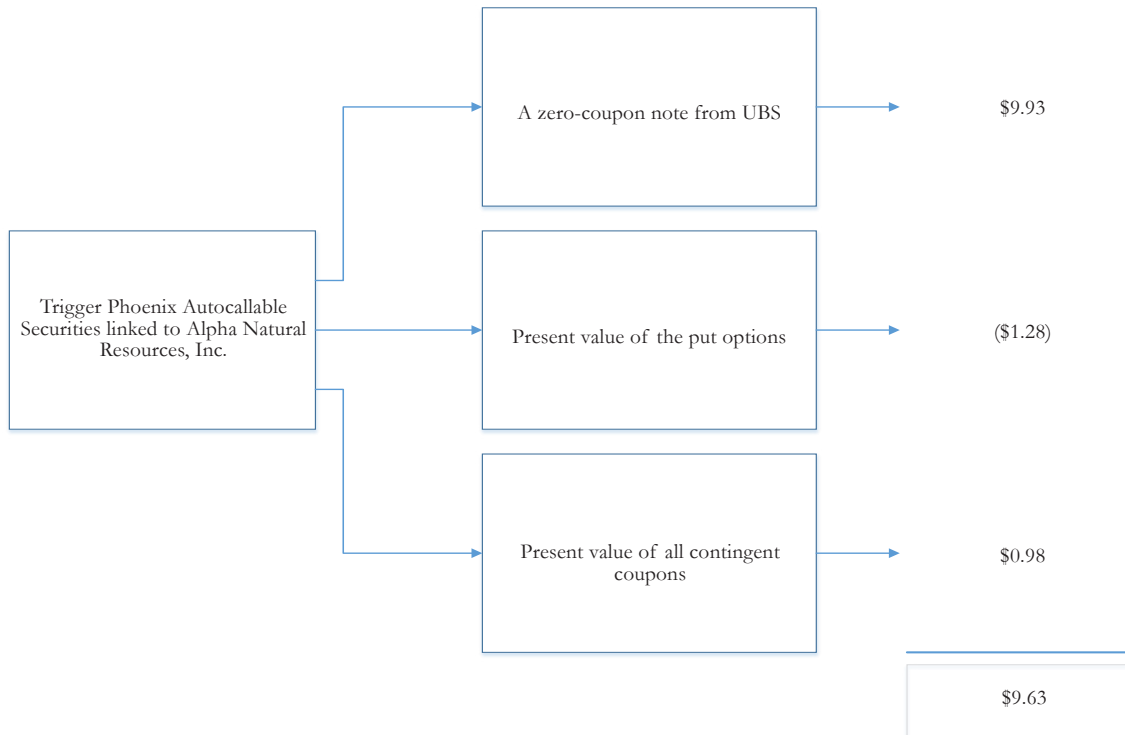 A zero-coupon note from UBS
$9.93
Trigger Phoenix Autocallable
Securities linked to Alpha Natural
Resources, Inc.
Present value of the put options
($1.28)
Present value of all contingent
coupons
$0.98
$9.63